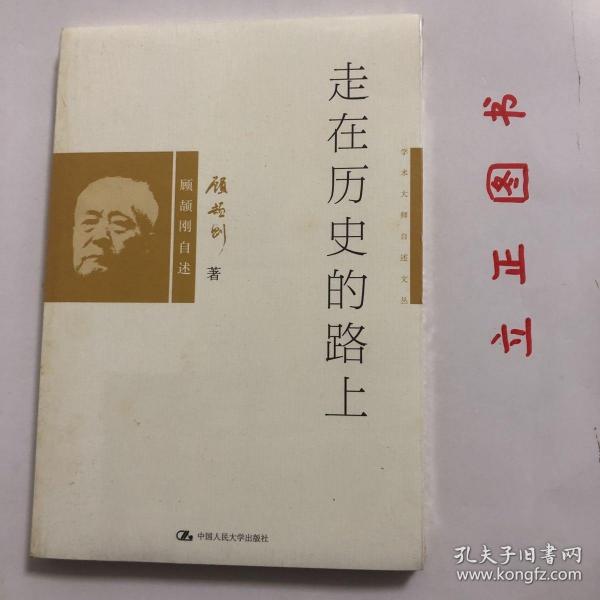 走在历史的路上
学术大师自述文丛
顾颉刚
著
顾颉刚自述
中国人民大学出版社
立正图书
孔夫子旧书网
www.kongfz.com